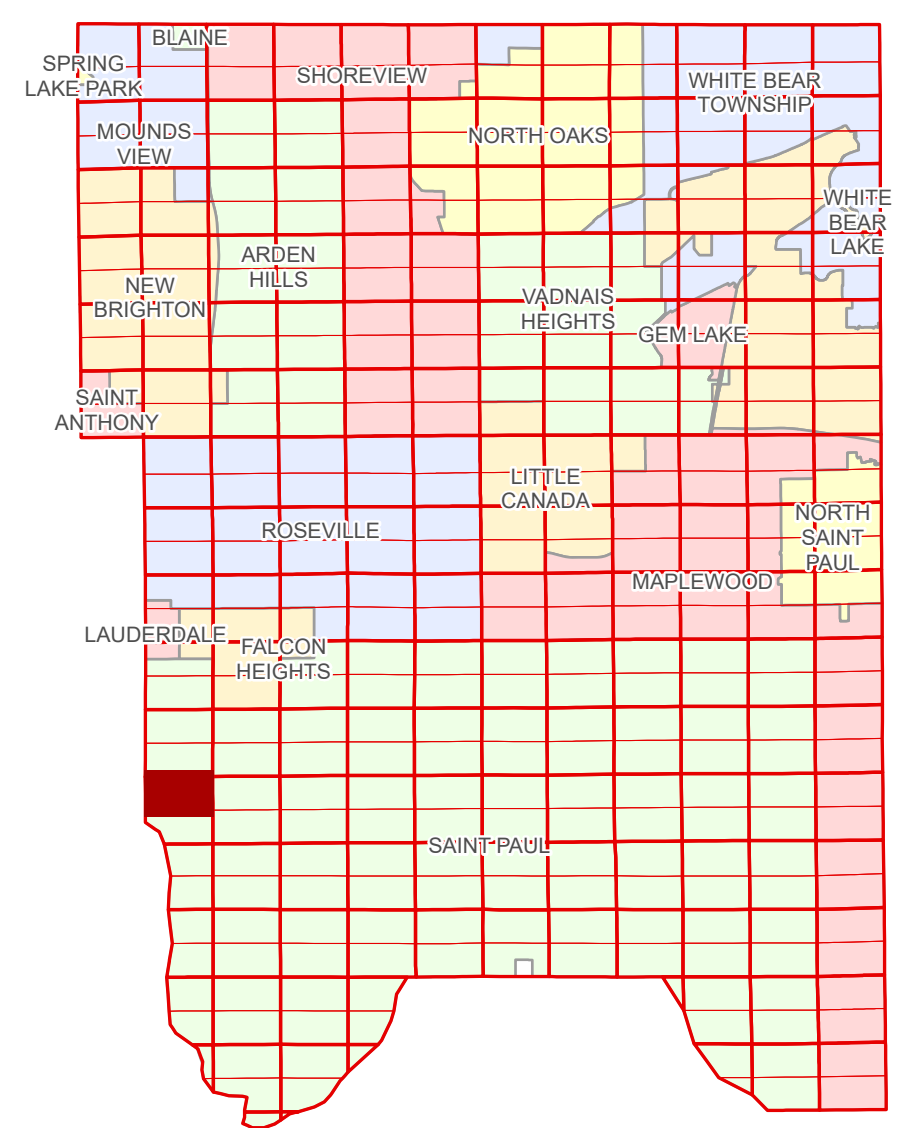 BLAINE
SPRING
LAKE PARK
SHOREVIEW
WHITE BEAR
TOWNSHIP
MOUNDS
VIEW
NORTH OAKS
WHITE
BEAR
LAKE
ARDEN
HILLS
NEW
BRIGHTON
VADNAIS
HEIGHTS
GEM LAKE
SAINT
ANTHONY
LITTLE
CANADA
ROSEVILLE
NORTH
SAINT
PAUL
MAPLEWOOD
LAUDERDALE
FALCON
HEIGHTS
SAINT PAUL